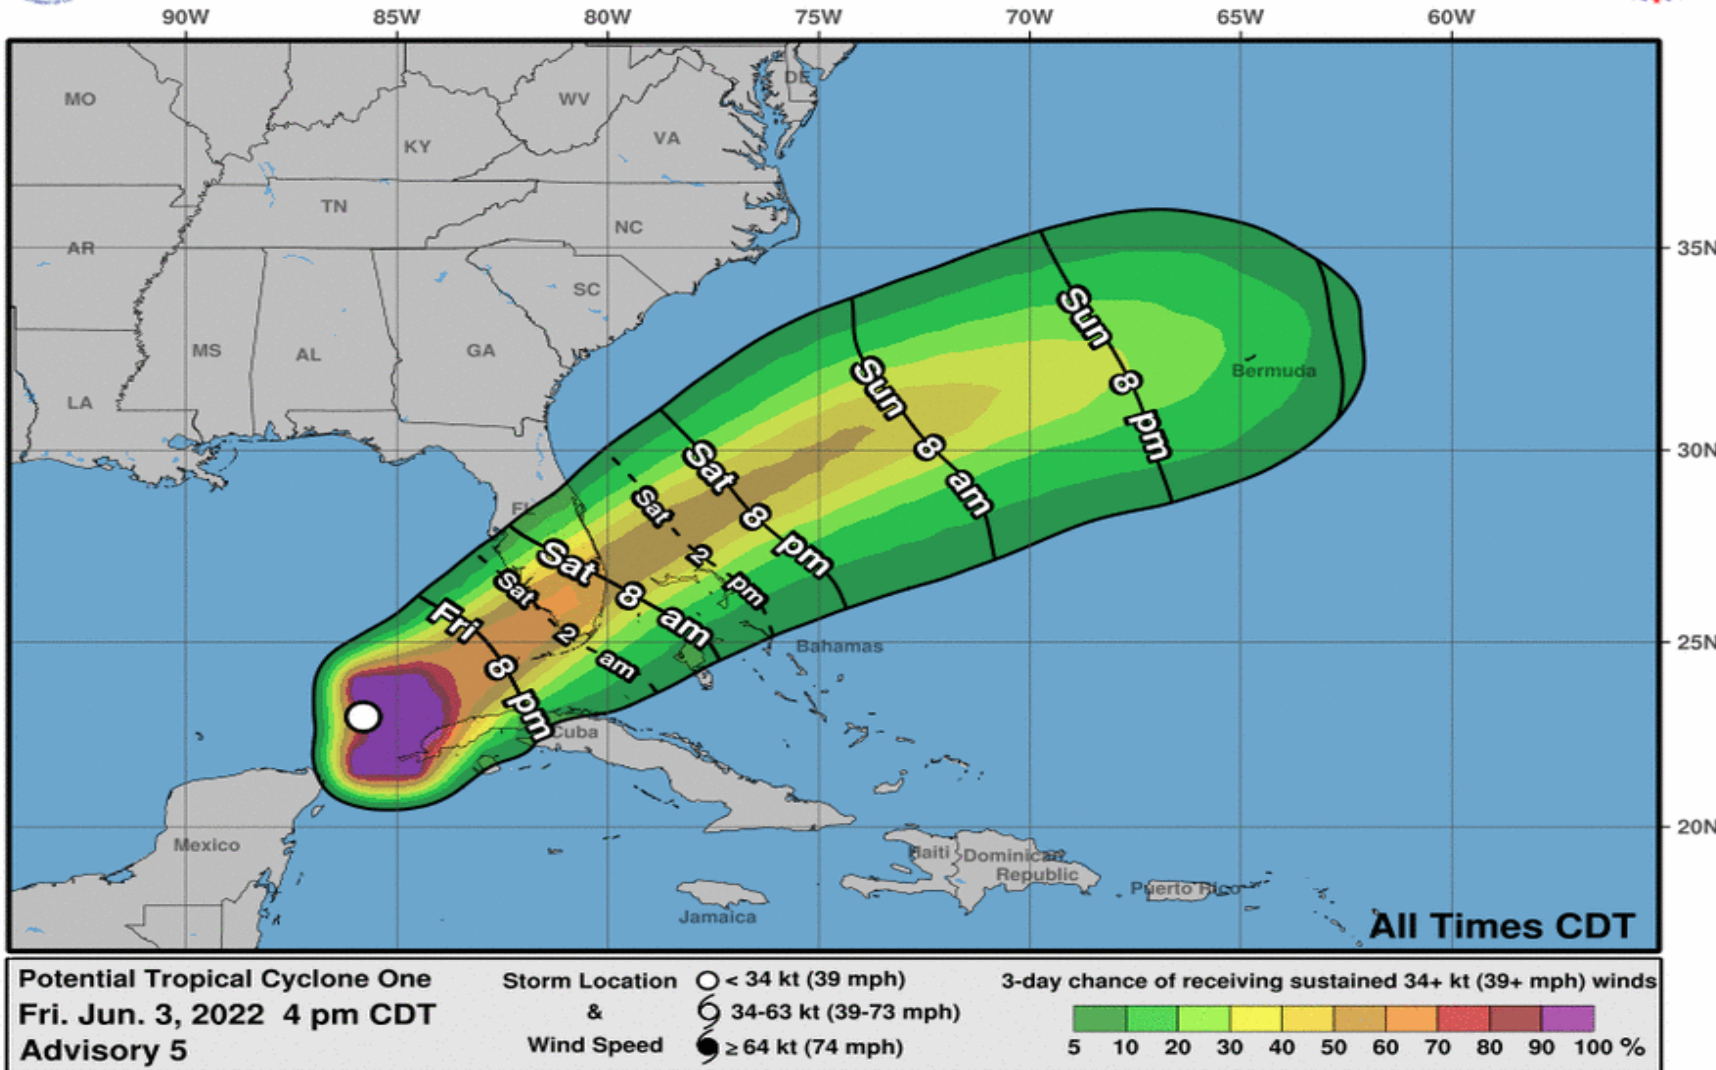 90W 85W 80W 75W 70W 65W 60W
DE
MO
WV
VA
KY
TN
NC
AR
35N
SC
Sun 8 pm
MS
AL
GA
Bermuda
Sun 8 am
LA
30N
Sat 8 pm
Sat 2 pm
FL
Sat 8 am
Sat 2 am
Fri 8 pm
25N
Bahamas
Cuba
20N
Mexico
Haiti
Dominican
Republic
Puerto Rico
Jamaica
All Times CDT
Potential Tropical Cyclone One
Fri. Jun. 3, 2022 4 pm CDT
Advisory 5
Storm Location
&
Wind Speed
< 34 kt (39 mph)
34-63 kt (39-73 mph)
≥ 64 kt (74 mph)
3-day chance of receiving sustained 34+ kt (39+ mph) winds
5 10 20 30 40 50 60 70 80 90 100 %